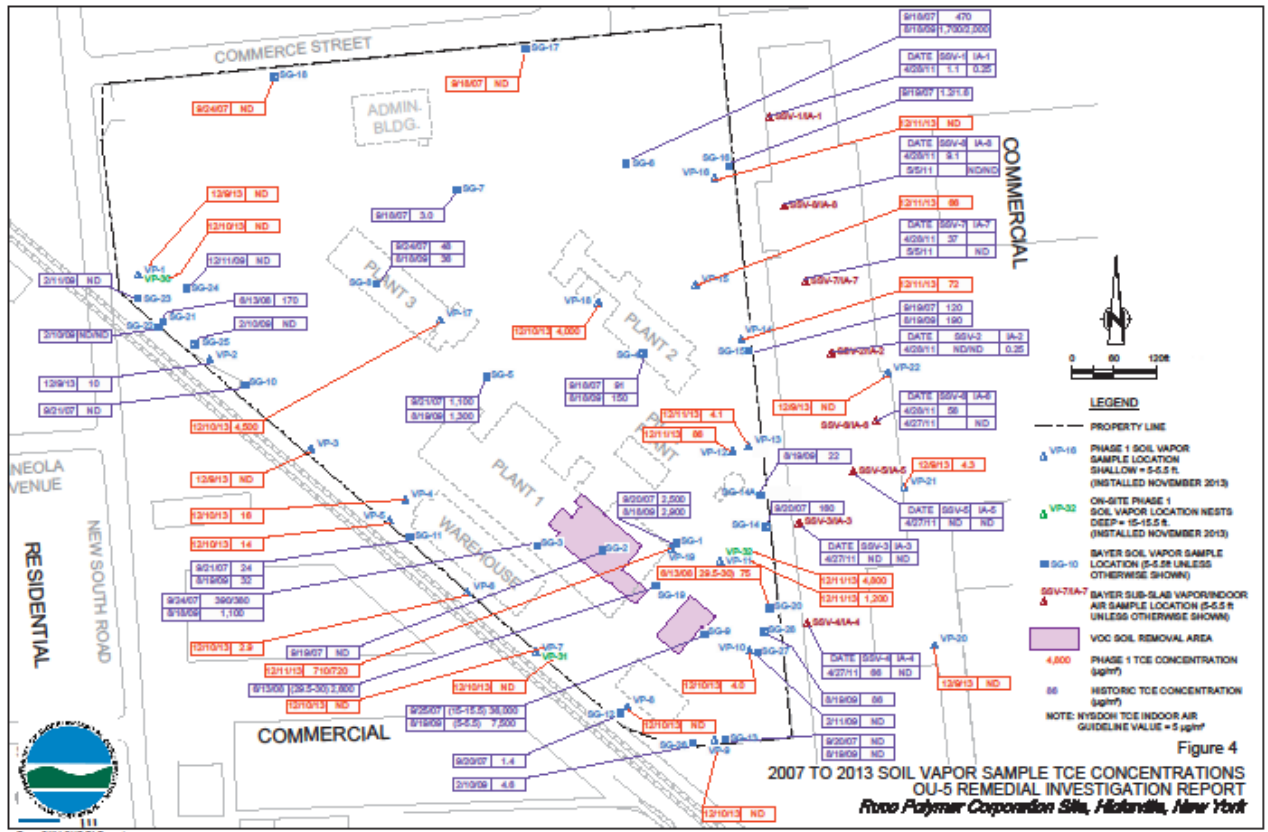 COMMERCE STREET
SG-17
9/18/07 ND
SG-18
9/24/07 ND
ADMIN.
BLDG.
9/18/07 470
8/18/09 1,700/2,000
DATE SSV-1 IA-1
4/28/11 1.1 0.25
9/19/07 1.2/1.6
SSV-1/IA-1
12/11/13 ND
DATE SSV-8 IA-8
4/28/11 9.1
5/5/11 ND/ND
COMMERCIAL
SG-6
SG-16
VP-16
SSV-8/IA-8
12/9/13 ND
12/10/13 ND
SG-7
9/18/07 3.0
12/11/13 66
DATE SSV-7 IA-7
4/28/11 37
5/5/11 ND
9/24/07 48
8/18/09 36
12/11/09 ND
VP-1
VP-30
2/11/09 ND
SG-24
SG-23
PLANT 3
VP-15
SSV-7/IA-7
12/11/13 72
6/13/08 170
SG-21
SG-22
VP-17
VP-18
12/10/13 4,000
PLANT 2
VP-14
SG-15
9/19/07 120
8/19/09 190
2/10/09 ND/ND
2/10/09 ND
SG-25
VP-2
SG-4
SSV-2/IA-2
DATE SSV-2 IA-2
4/28/11 ND/ND 0.25
0 60 120ft
12/9/13 10
SG-10
SG-5
9/18/07 91
8/18/09 150
VP-22
12/9/13 ND
9/21/07 ND
9/21/07 1,100
8/19/09 1,300
DATE SSV-6 IA-6
4/28/11 56
4/27/11 ND
SSV-6/IA-6
12/10/13 4,500
12/11/13 4.1
12/11/13 86
PLANT
VP-13
VP-12
VP-3
8/19/09 22
SSV-5/IA-5
12/9/13 4.3
VP-21
NEOLA
VENUE
12/9/13 ND
VP-4
PLANT 1
9/20/07 2,500
8/18/09 2,900
SG-14A
9/20/07 160
DATE SSV-5 IA-5
4/27/11 ND ND
12/10/13 16
VP-5
SG-14
SSV-3/IA-3
NEW SOUTH ROAD
RESIDENTIAL
12/10/13 14
SG-11
WAREHOUSE
SG-3
SG-2
SG-1
VP-19
VP-32
VP-11
DATE SSV-3 IA-3
4/27/11 ND ND
9/21/07 24
8/19/09 32
6/13/08 (29.5-30) 75
12/11/13 4,800
12/11/13 1,200
9/24/07 390/380
8/18/09 1,100
VP-6
SG-19
SG-20
SSV-4/IA-4
12/10/13 2.9
9/19/07 ND
VP-7
VP-31
SG-9
SG-28
VP-10
SG-27
DATE SSV-4 IA-4
4/27/11 66 ND
VP-20
12/11/13 710/720
6/13/08 (29.5-30) 2,600
12/10/13 ND
12/10/13 ND
12/10/13 4.0
8/19/09 86
12/9/13 ND
9/25/07 (15-15.5) 38,000
8/19/09 (5-5.5) 7,500
VP-8
SG-12
12/10/13 ND
2/11/09 ND
COMMERCIAL
SG-26
SG-13
VP-9
9/20/07 ND
8/19/09 ND
9/20/07 1.4
2/10/09 4.6
12/10/13 ND
LEGEND
PROPERTY LINE
VP-16 PHASE 1 SOIL VAPOR
SAMPLE LOCATION
SHALLOW = 5-5.5 ft.
(INSTALLED NOVEMBER 2013)
VP-32 ON-SITE PHASE 1
SOIL VAPOR LOCATION NESTS
DEEP = 15-15.5 ft.
(INSTALLED NOVEMBER 2013)
SG-10 BAYER SOIL VAPOR SAMPLE
LOCATION (5-5.5ft UNLESS
OTHERWISE SHOWN)
SSV-7/IA-7 BAYER SUB-SLAB VAPOR/INDOOR
AIR SAMPLE LOCATION (5-5.5 ft
UNLESS OTHERWISE SHOWN)
VOC SOIL REMOVAL AREA
4,800 PHASE 1 TCE CONCENTRATION
(µg/m³)
86 HISTORIC TCE CONCENTRATION
(µg/m³)
NOTE: NYSDOH TCE INDOOR AIR
GUIDELINE VALUE = 5 µg/m³
Figure 4
2007 TO 2013 SOIL VAPOR SAMPLE TCE CONCENTRATIONS
OU-5 REMEDIAL INVESTIGATION REPORT
Ruco Polymer Corporation Site, Hicksville, New York